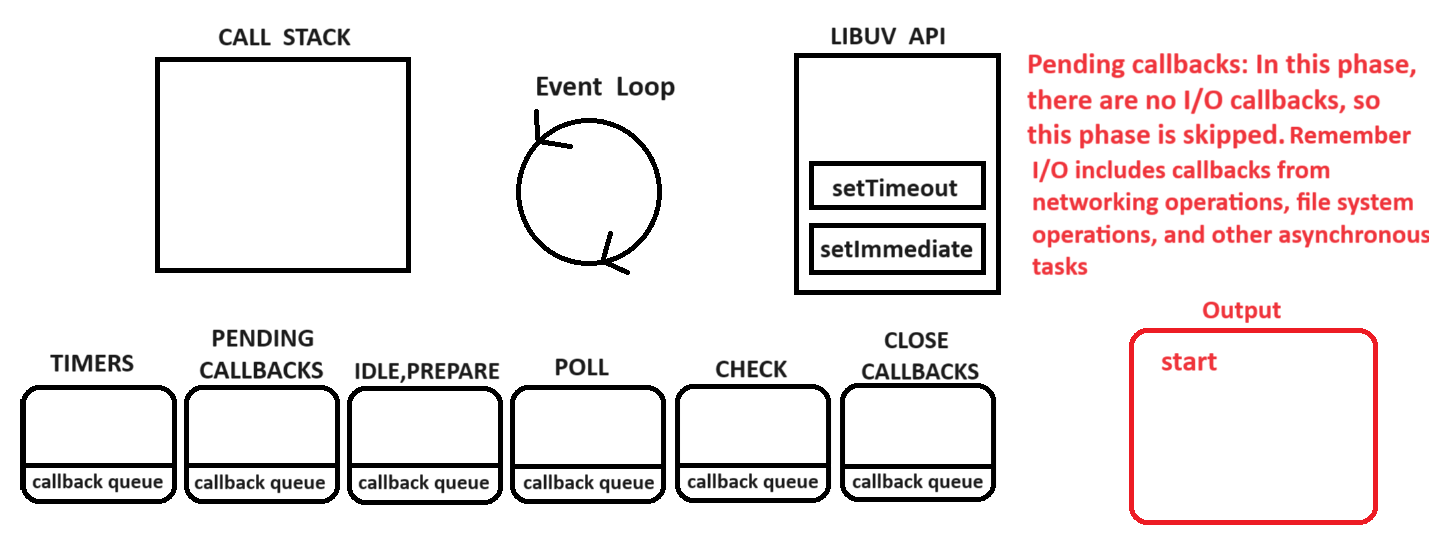 CALL STACK
Event Loop
LIBUV API
setTimeout
setImmediate
Pending callbacks: In this phase,
there are no I/O callbacks, so
this phase is skipped. Remember
I/O includes callbacks from
networking operations, file system
operations, and other asynchronous
tasks
TIMERS
PENDING
CALLBACKS
IDLE,PREPARE
POLL
CHECK
CLOSE
CALLBACKS
callback queue
callback queue
callback queue
callback queue
callback queue
callback queue
Output
start